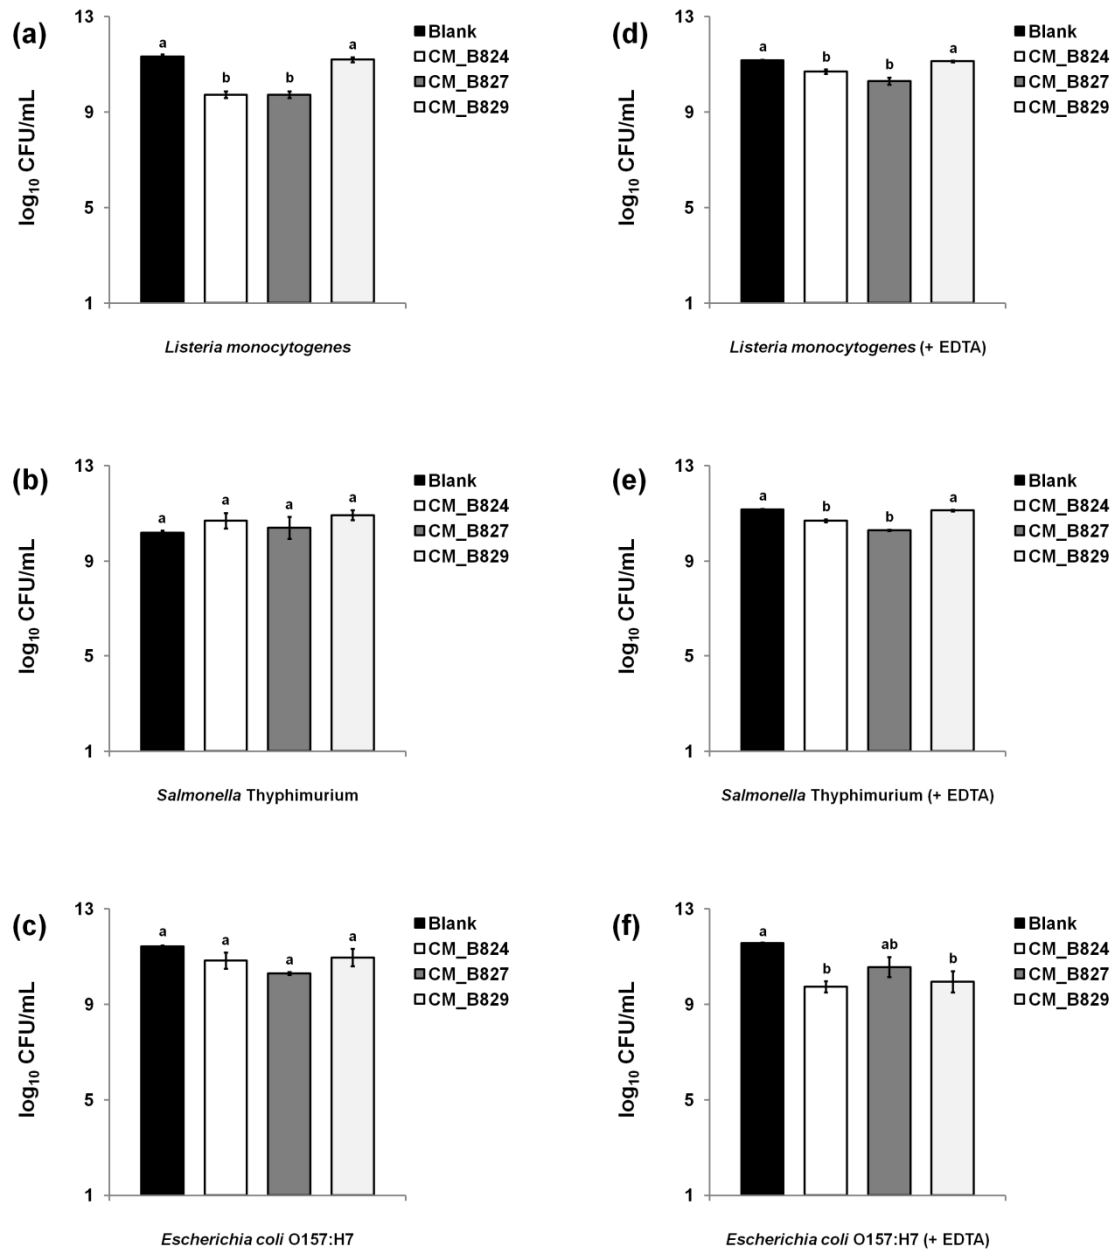 (a)
13
9
5
1
log₁₀ CFU/mL
a
b
b
a
Blank
CM_B824
CM_B827
CM_B829
Listeria monocytogenes
(d)
13
9
5
1
log₁₀ CFU/mL
a
b
b
a
Blank
CM_B824
CM_B827
CM_B829
Listeria monocytogenes (+ EDTA)
(b)
13
9
5
1
log₁₀ CFU/mL
a
a
a
a
Blank
CM_B824
CM_B827
CM_B829
Salmonella Thyphimurium
(e)
13
9
5
1
log₁₀ CFU/mL
a
b
b
a
Blank
CM_B824
CM_B827
CM_B829
Salmonella Thyphimurium (+ EDTA)
(c)
13
9
5
1
log₁₀ CFU/mL
a
a
a
a
Blank
CM_B824
CM_B827
CM_B829
Escherichia coli O157:H7
(f)
13
9
5
1
log₁₀ CFU/mL
a
b
ab
b
Blank
CM_B824
CM_B827
CM_B829
Escherichia coli O157:H7 (+ EDTA)